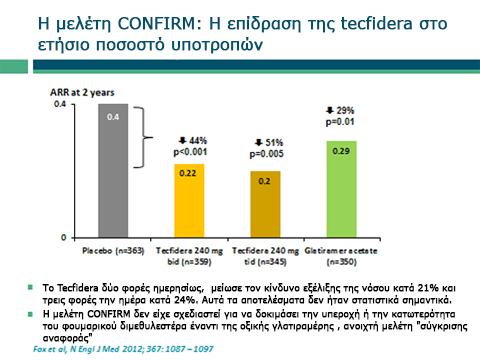 Η μελέτη CONFIRM: Η επίδραση της tecfidera στο
ετήσιο ποσοστό υποτροπών
ARR at 2 years
0.4
0
0.4
44%
p<0.001
0.22
51%
p=0.005
0.2
29%
p=0.01
0.29
Placebo (n=363)
Tecfidera 240 mg
bid (n=359)
Tecfidera 240 mg
tid (n=345)
Glatiramer acetate
(n=350)
Το Tecfidera δύο φορές ημερησίως, μείωσε τον κίνδυνο εξέλιξης της νόσου κατά 21% και
τρεις φορές την ημέρα κατά 24%. Αυτά τα αποτελέσματα δεν ήταν στατιστικά σημαντικά.
Η μελέτη CONFIRM δεν είχε σχεδιαστεί για να δοκιμάσει την υπεροχή ή την κατωτερότητα
του φουμαρικού διμεθυλεστέρα έναντι της οξικής γλατιραμέρης , ανοιχτή μελέτη "σύγκρισης
αναφοράς"
Fox et al, N Engl J Med 2012; 367: 1087 – 1097